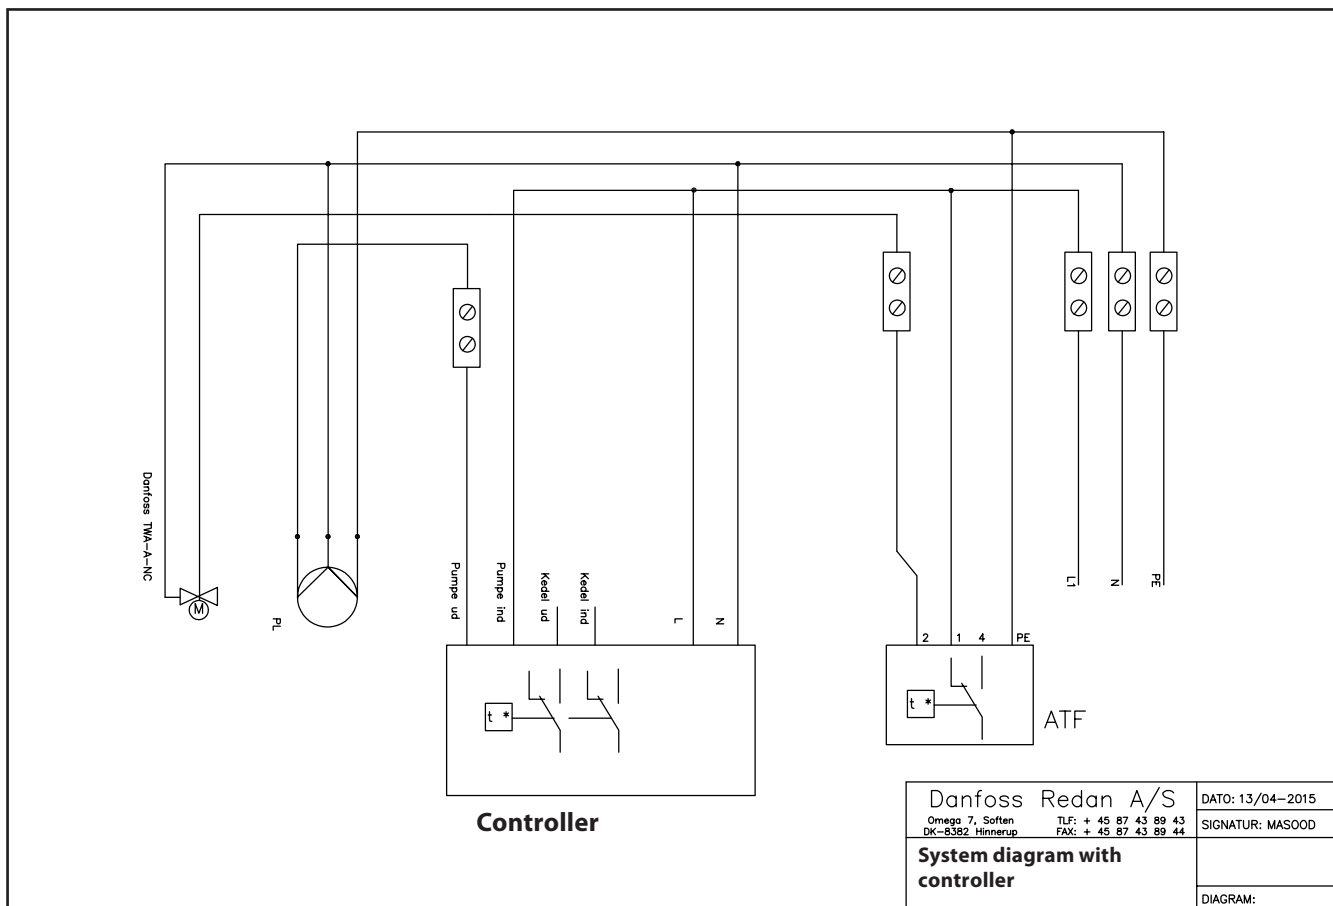 Danfoss TWA-A-NC
M
PL
Pumpe ud
Pumpe ind
Kedel ud
Kedel ind
L
N
L1
N
PE
2 1 4 PE
t *
t *
ATF
Controller
Danfoss Redan A/S
Omega 7, Soften TLF: + 45 87 43 89 43
DK-8382 Hinnerup FAX: + 45 87 43 89 44
DATO: 13/04-2015
SIGNATUR: MASOOD
System diagram with
controller
DIAGRAM: